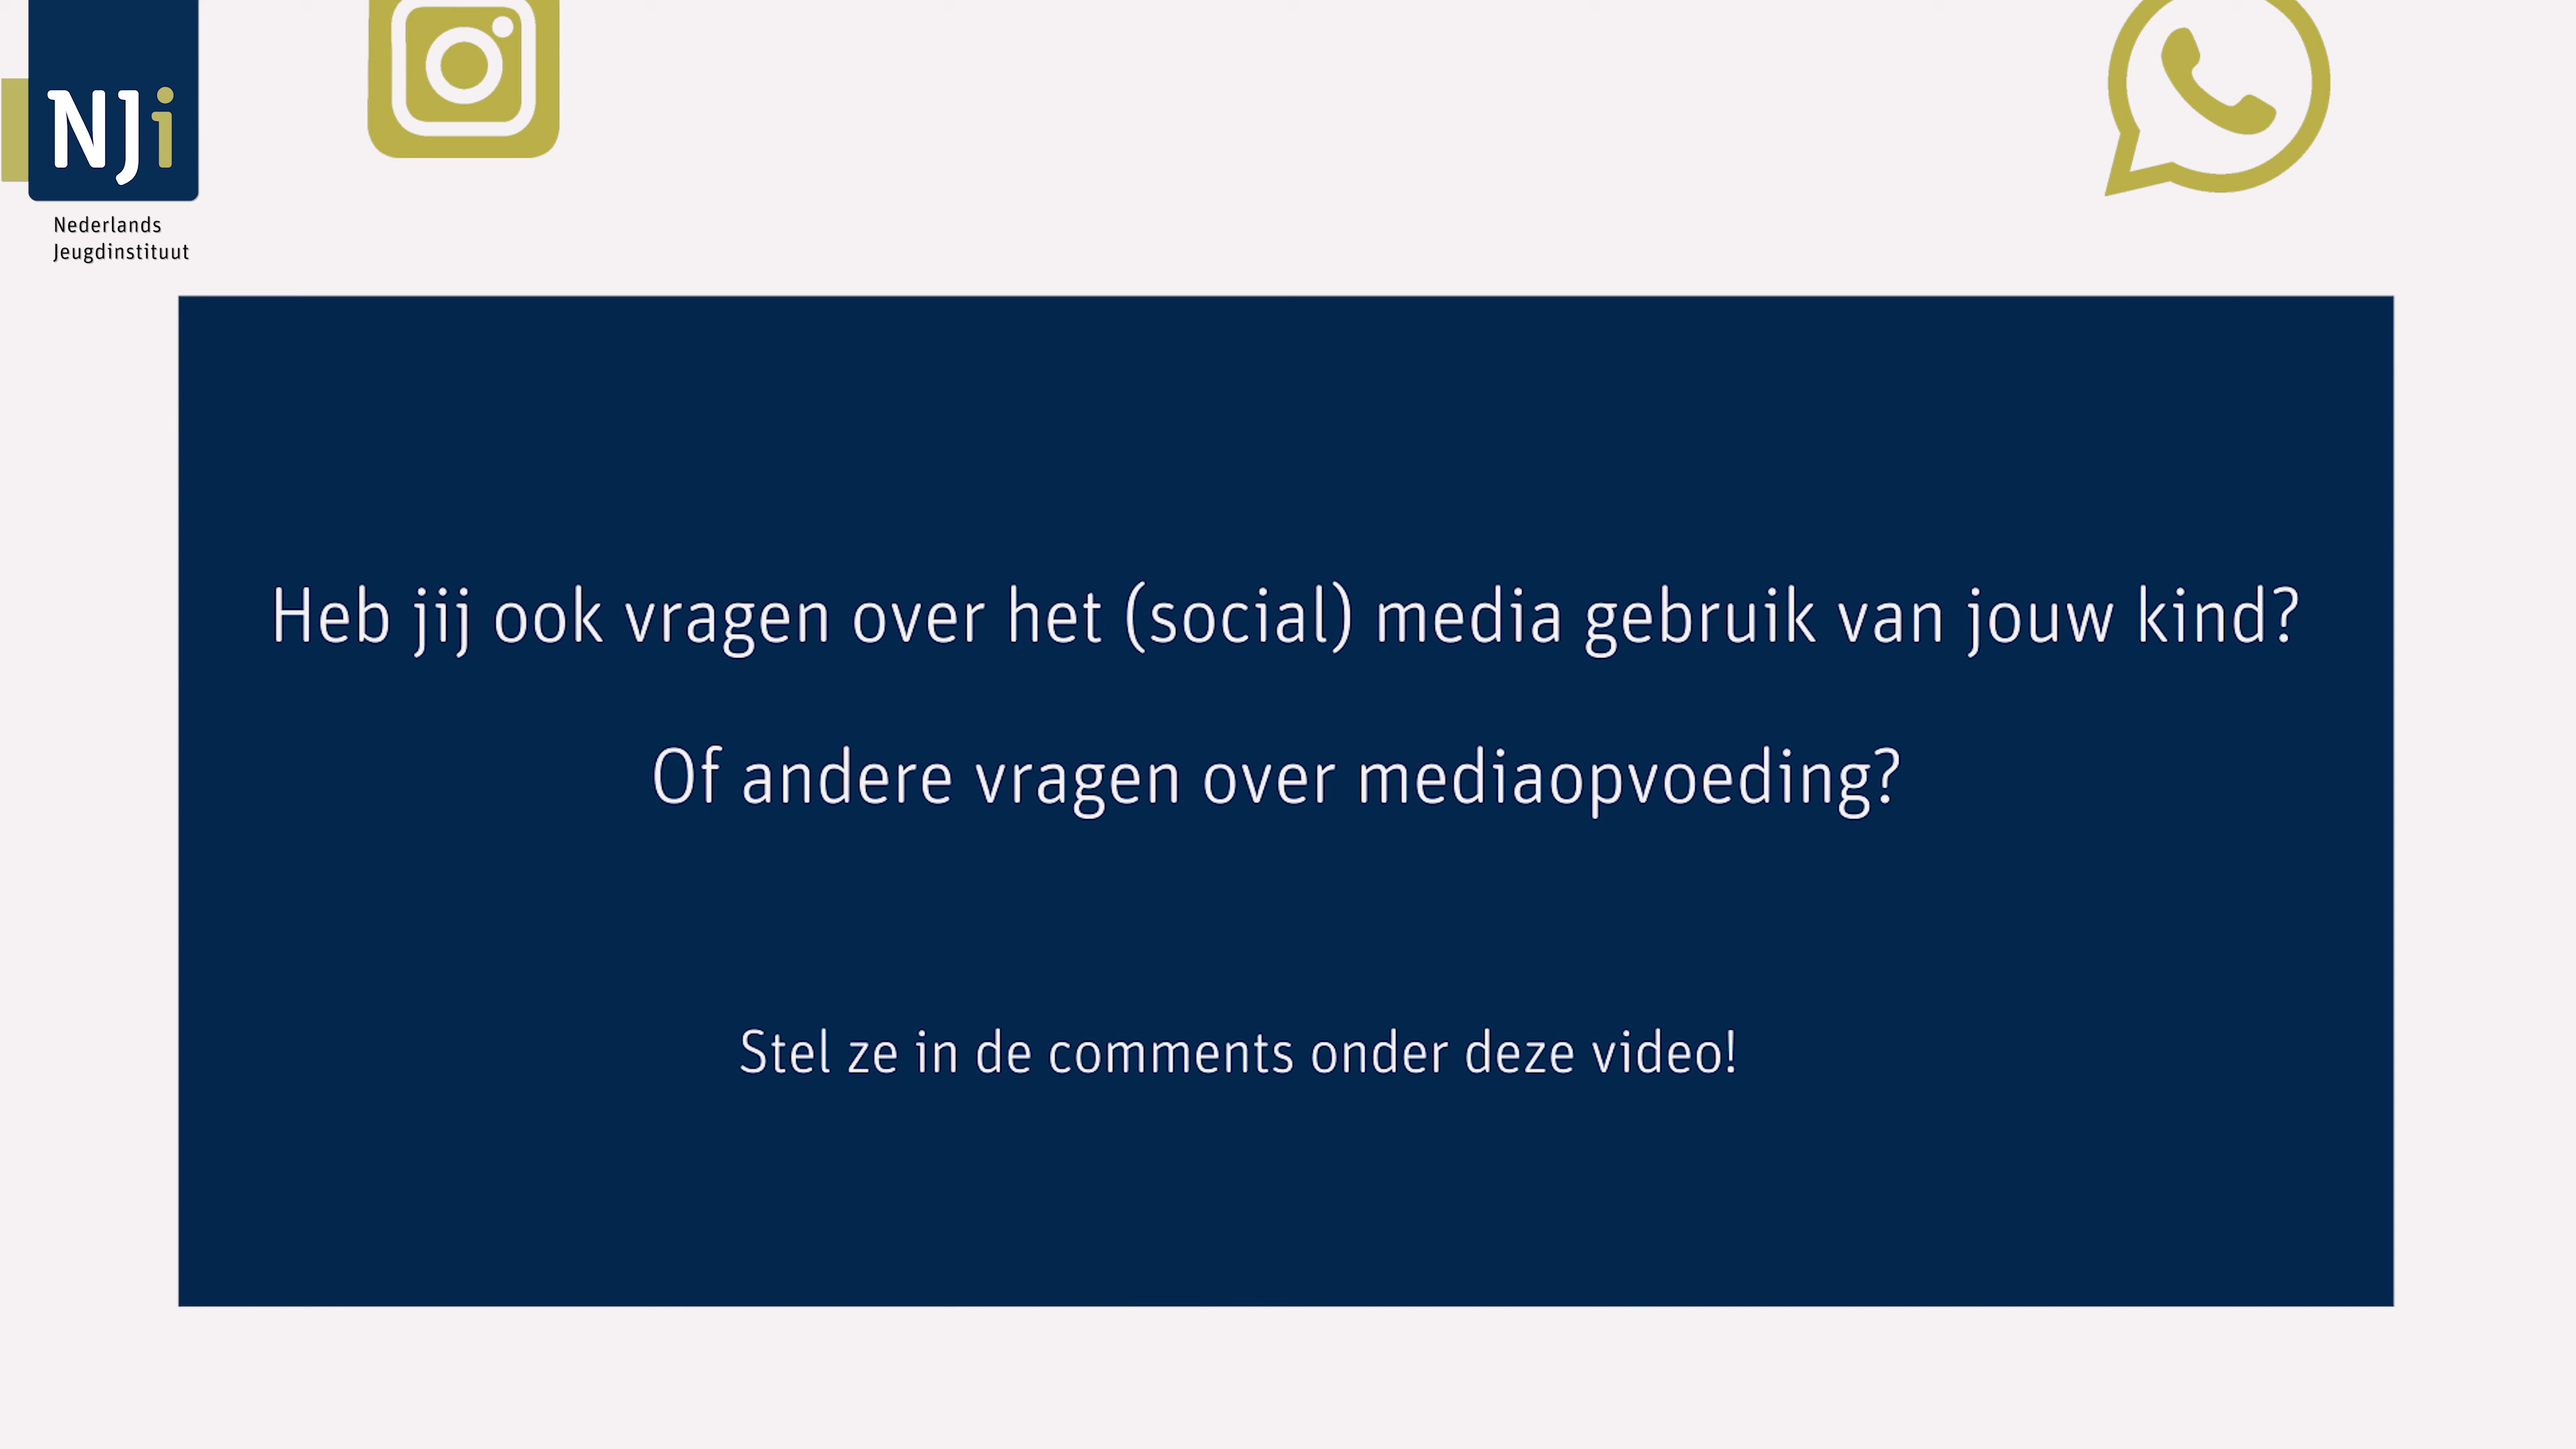 NJi
Nederlands
Jeugdinstituut
Heb jij ook vragen over het (social) media gebruik van jouw kind?
Of andere vragen over mediaopvoeding?
Stel ze in de comments onder deze video!